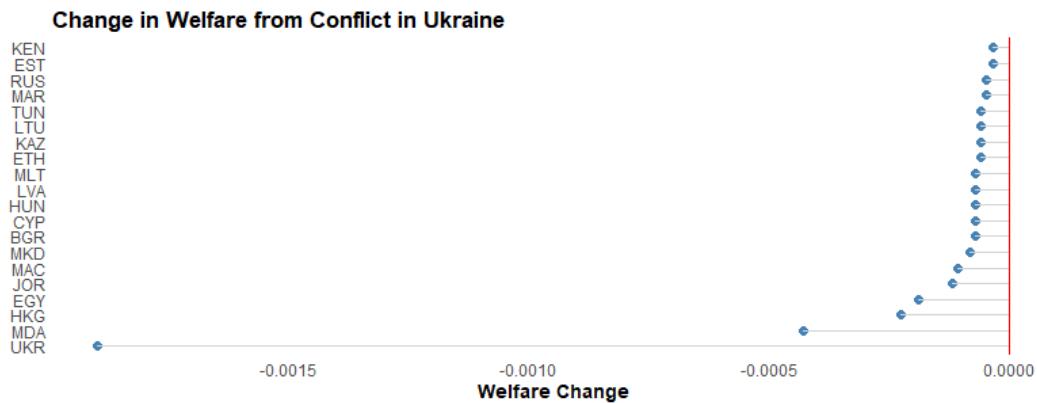 Change in Welfare from Conflict in Ukraine
KEN
EST
RUS
MAR
TUN
LTU
KAZ
ETH
MLT
LVA
HUN
CYP
BGR
MKD
MAC
JOR
EGY
HKG
MDA
UKR
-0.0015 -0.0010 -0.0005 0.0000
Welfare Change